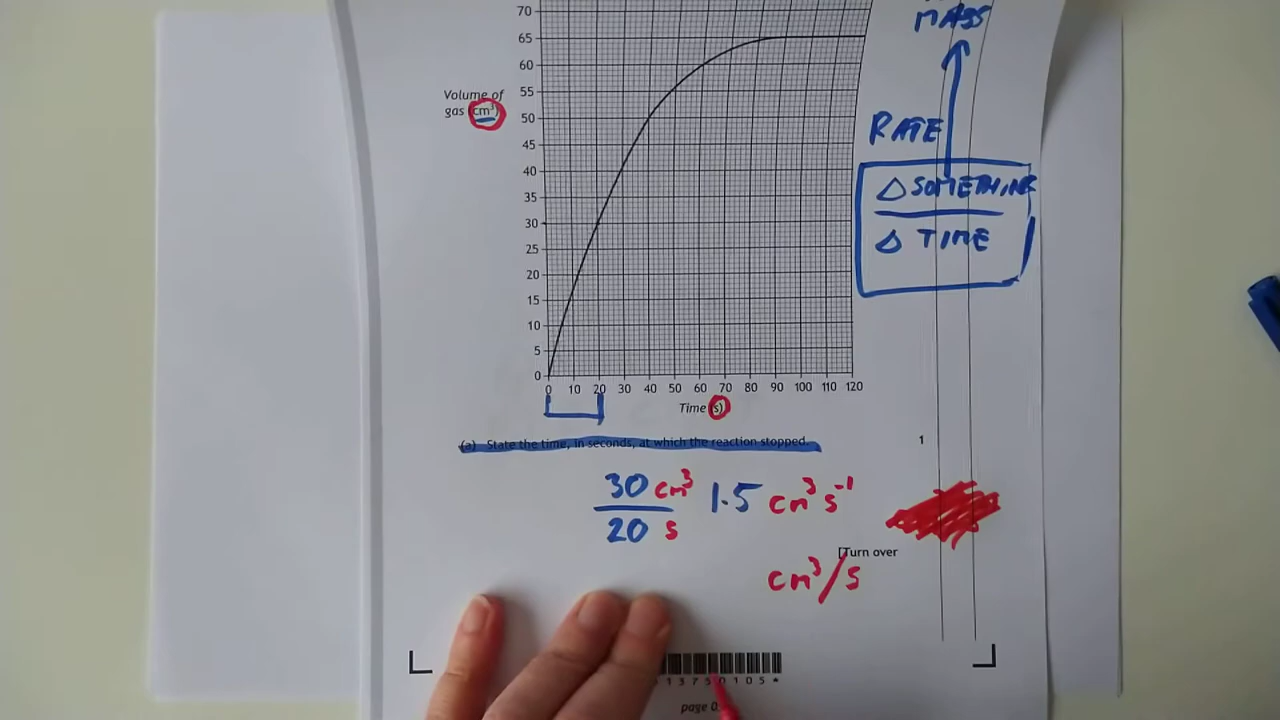 MASS
70
65
60
55
50
45
40
35
30
25
20
15
10
5
0
Volume of
gas (cm³)
RATE
△ SOMETHING
△ TIME
0 10 20 30 40 50 60 70 80 90 100 110 120
Time (s)
(a) State the time, in seconds, at which the reaction stopped.
1
30 cm³
20 s
1.5 cm³ s⁻¹
[Turn over
cm³/s
page 0